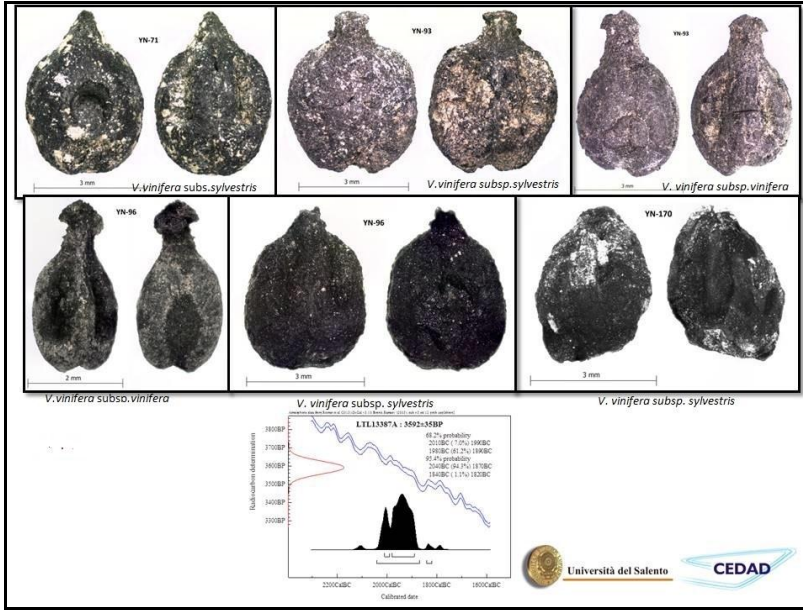 YN-71
YN-93
YN-93
3 mm
V.vinifera subs.sylvestris
3 mm
V.vinifera subsp.sylvestris
3 mm
V. vinifera subsp.vinifera
YN-96
YN-96
YN-170
2 mm
3 mm
3 mm
V.vinifera subsp.vinifera
V. vinifera subsp. sylvestris
V. vinifera subsp. sylvestris
LTL13387A : 3592±35BP
68.2% probability
2010BC ( 7.0%) 1990BC
1980BC (61.2%) 1890BC
95.4% probability
2040BC (94.3%) 1870BC
1840BC ( 1.1%) 1820BC
Radiocarbon determination
3800BP
3700BP
3600BP
3500BP
3400BP
3300BP
2200CalBC
2000CalBC
1800CalBC
1600CalBC
Calibrated date
Università del Salento
CEDAD